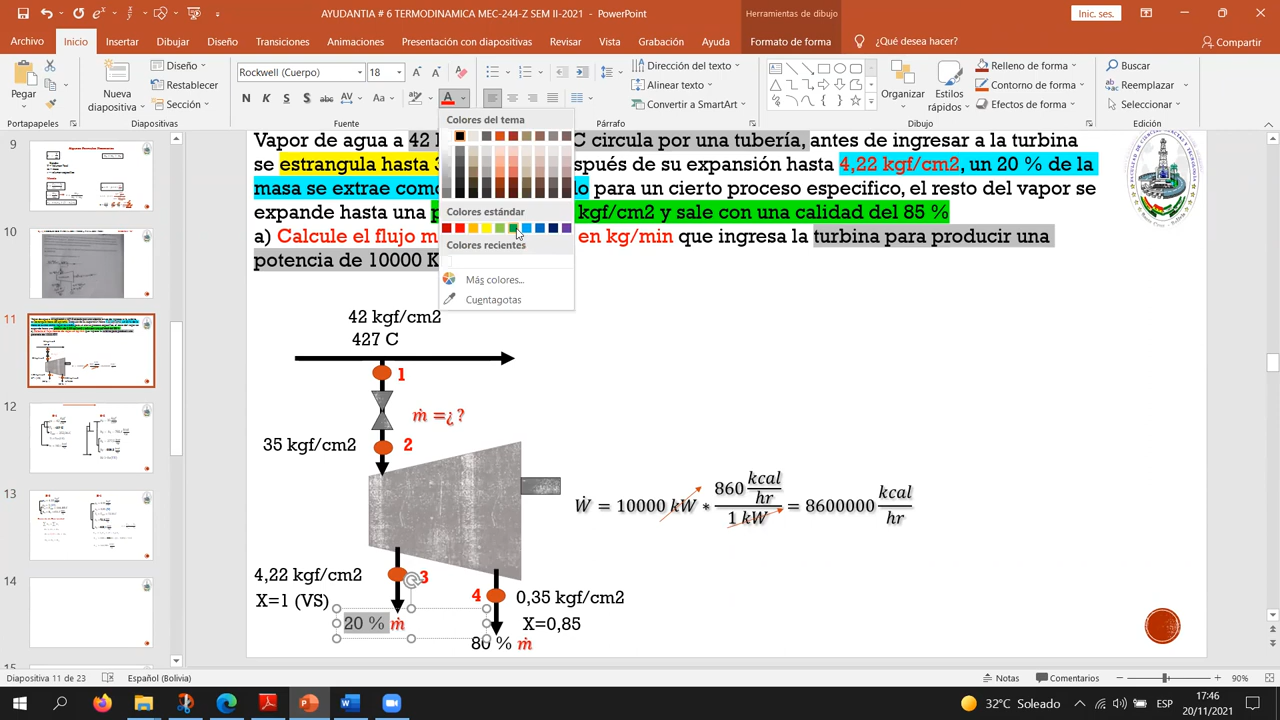 AYUDANTIA # 6 TERMODINAMICA MEC-244-Z SEM II-2021 - PowerPoint
Herramientas de dibujo
Inic. ses.
Archivo Inicio Insertar Dibujar Diseño Transiciones Animaciones Presentación con diapositivas Revisar Vista Grabación Ayuda Formato de forma ¿Qué desea hacer? Compartir
Pegar
Nueva diapositiva
Diseño
Restablecer
Sección
Rockwell (Cuerpo) 18
N K S S abc AV Aa A
Dirección del texto
Alinear texto
Convertir a SmartArt
Organizar
Estilos rápidos
Relleno de forma
Contorno de forma
Efectos de forma
Buscar
Reemplazar
Seleccionar
Portapapeles Diapositivas Fuente Párrafo Dibujo Edición
Colores del tema
Colores estándar
Colores recientes
Más colores...
Cuentagotas
9
10
11
12
13
14
Vapor de agua a 42 C circula por una tubería, antes de ingresar a la turbina
se estrangula hasta 3 spués de su expansión hasta 4,22 kgf/cm2, un 20 % de la
masa se extrae como lo para un cierto proceso especifico, el resto del vapor se
expande hasta una p kgf/cm2 y sale con una calidad del 85 %
a) Calcule el flujo m en kg/min que ingresa la turbina para producir una
potencia de 10000 K
42 kgf/cm2
427 C
1
ṁ =¿ ?
35 kgf/cm2 2
Ẇ = 10000 kW * 860 kcal/hr / 1 kW = 8600000 kcal/hr
4,22 kgf/cm2 3
X=1 (VS)
4 0,35 kgf/cm2
20 % ṁ
X=0,85
80 % ṁ
Diapositiva 11 de 23 Español (Bolivia) Notas Comentarios 90%
32°C Soleado ESP 17:46
20/11/2021